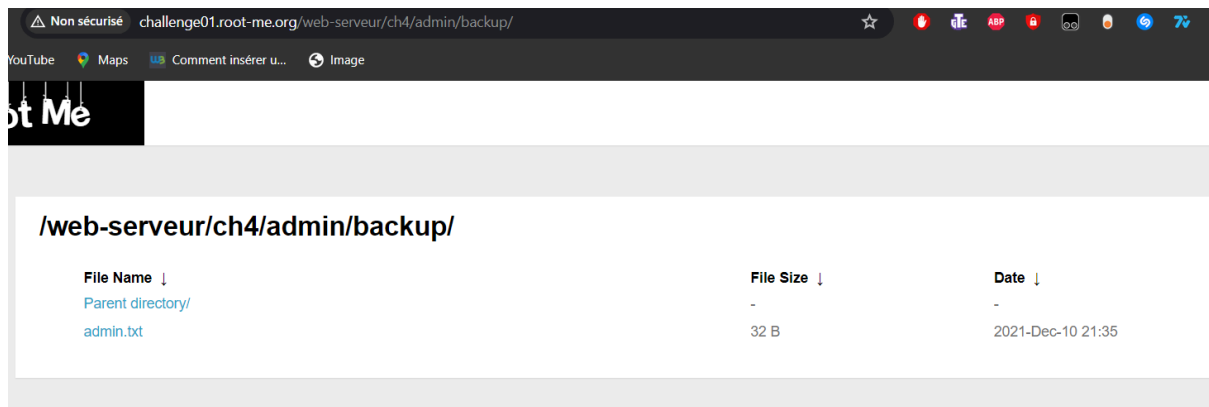 Non sécurisé challenge01.root-me.org/web-serveur/ch4/admin/backup/
YouTube Maps Comment insérer u... Image
ot Me
/web-serveur/ch4/admin/backup/
File Name ↓ File Size ↓ Date ↓
Parent directory/ - -
admin.txt 32 B 2021-Dec-10 21:35